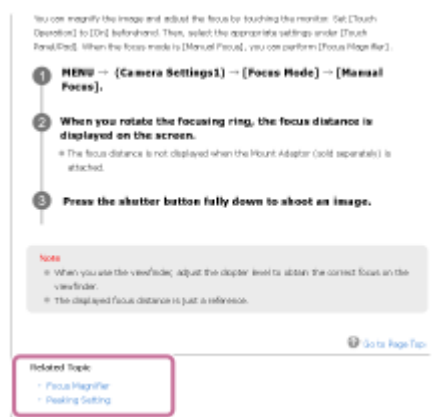 You can magnify the image and adjust the focus by touching the monitor. Set [Touch
Operation] to [On] beforehand. Then, select the appropriate settings under [Touch
Panel/Pad]. When the focus mode is [Manual Focus], you can perform [Focus Magnifier].
1 MENU → (Camera Settings1) → [Focus Mode] → [Manual
Focus].
2 When you rotate the focusing ring, the focus distance is
displayed on the screen.
The focus distance is not displayed when the Mount Adaptor (sold separately) is
attached.
3 Press the shutter button fully down to shoot an image.
Note
When you use the viewfinder, adjust the diopter level to obtain the correct focus on the
viewfinder.
The displayed focus distance is just a reference.
Go to Page Top
Related Topic
Focus Magnifier
Peaking Setting